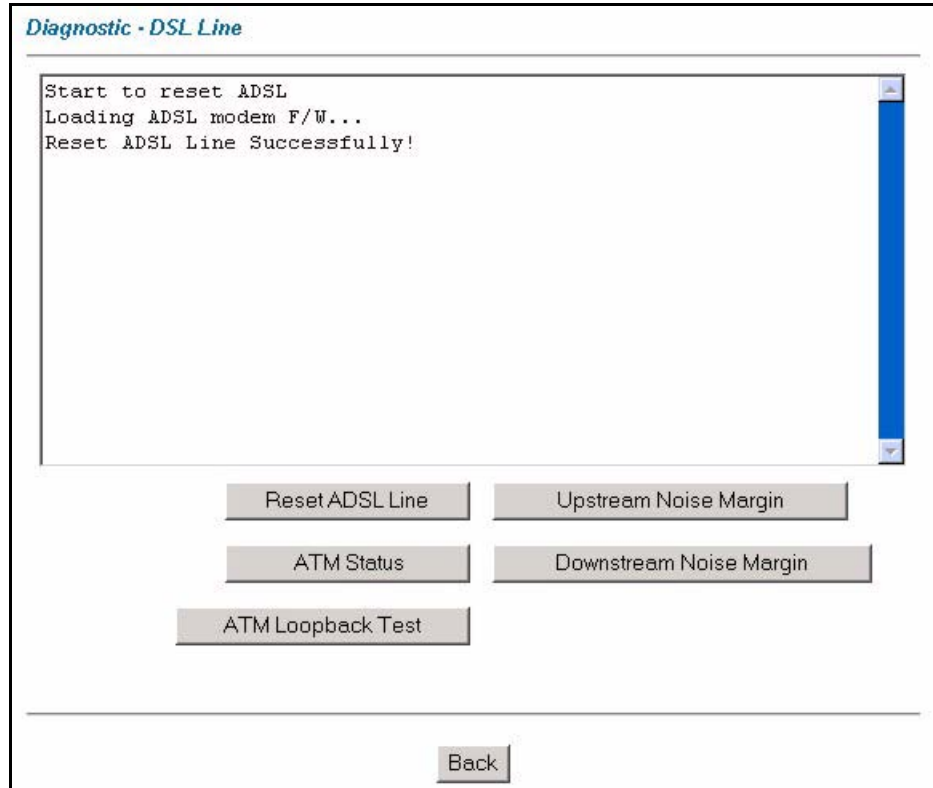 Diagnostic - DSL Line
Start to reset ADSL
Loading ADSL modem F/W...
Reset ADSL Line Successfully!
Reset ADSL Line
Upstream Noise Margin
ATM Status
Downstream Noise Margin
ATM Loopback Test
Back